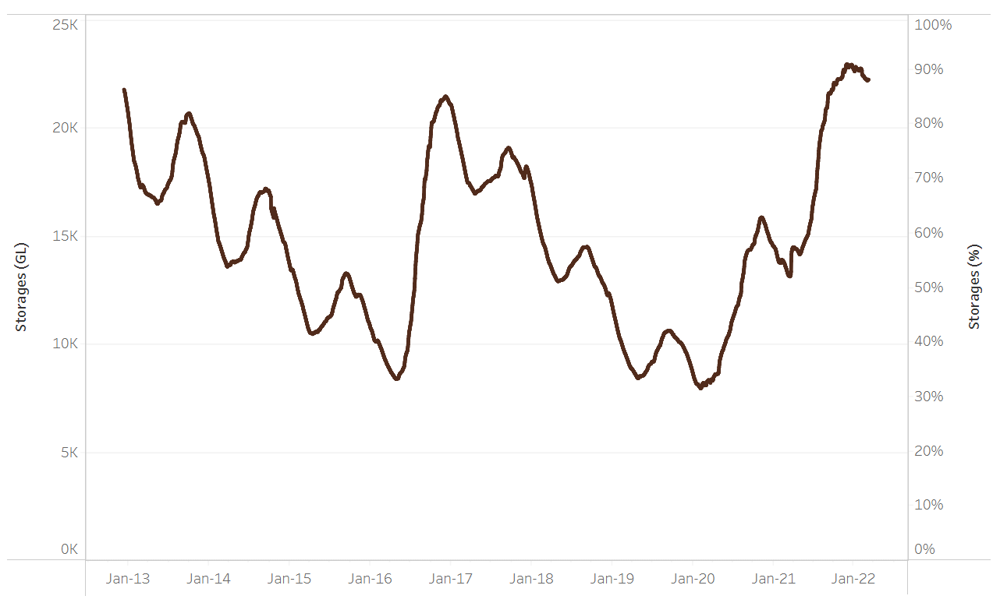 25K
20K
15K
10K
5K
0K
Storages (GL)
100%
90%
80%
70%
60%
50%
40%
30%
20%
10%
0%
Storages (%)
Jan-13 Jan-14 Jan-15 Jan-16 Jan-17 Jan-18 Jan-19 Jan-20 Jan-21 Jan-22